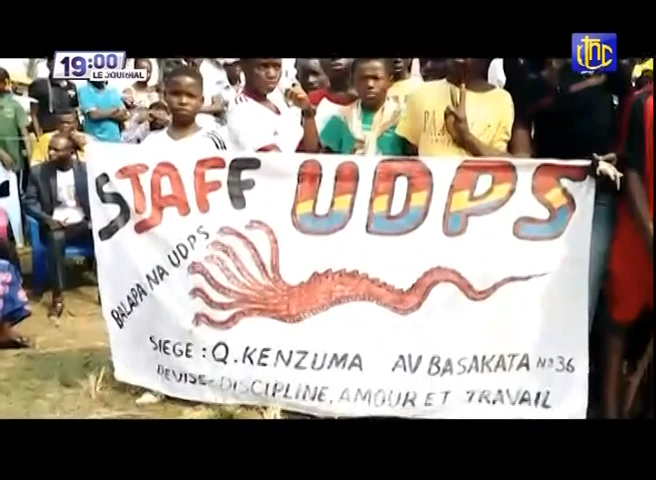 19:00
LE JOURNAL
STAFF UDPS
BALAPA NA UDPS
SIEGE : Q. KENZUMA AV BASAKATA N°36
DEVISE - DISCIPLINE, AMOUR ET TRAVAIL